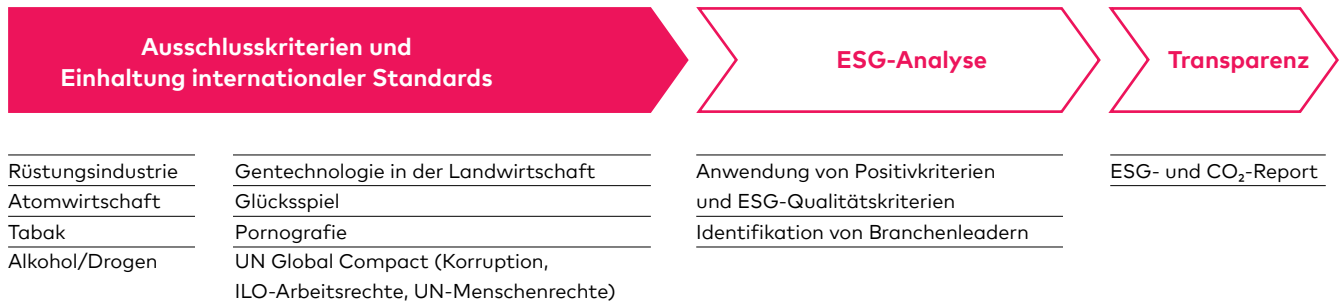 Ausschlusskriterien und
Einhaltung internationaler Standards
ESG-Analyse
Transparenz
Rüstungsindustrie
Atomwirtschaft
Tabak
Alkohol/Drogen
Gentechnologie in der Landwirtschaft
Glücksspiel
Pornografie
UN Global Compact (Korruption,
ILO-Arbeitsrechte, UN-Menschenrechte)
Anwendung von Positivkriterien
und ESG-Qualitätskriterien
Identifikation von Branchenleadern
ESG- und CO₂-Report